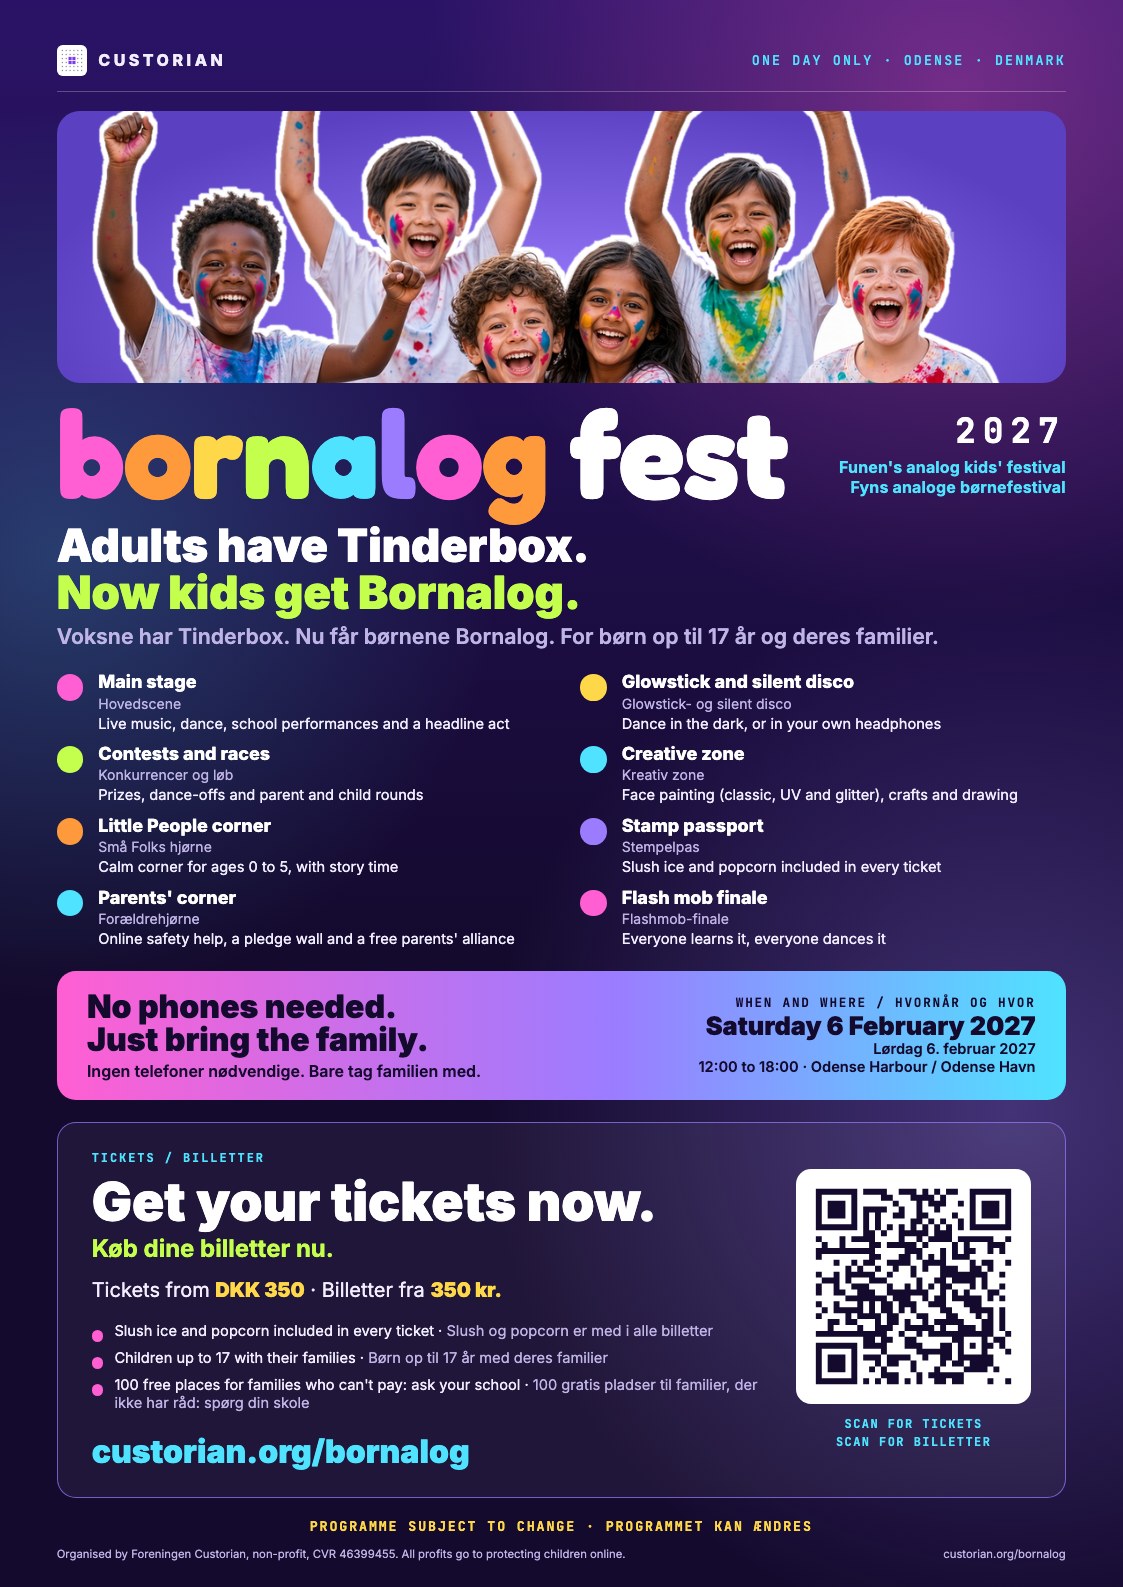 CUSTORIAN
ONE DAY ONLY · ODENSE · DENMARK
bornalog fest
2027
Funen's analog kids' festival
Fyns analoge børnefestival
Adults have Tinderbox.
Now kids get Bornalog.
Voksne har Tinderbox. Nu får børnene Bornalog. For børn op til 17 år og deres familier.
Main stage
Hovedscene
Live music, dance, school performances and a headline act
Glowstick and silent disco
Glowstick- og silent disco
Dance in the dark, or in your own headphones
Contests and races
Konkurrencer og løb
Prizes, dance-offs and parent and child rounds
Creative zone
Kreativ zone
Face painting (classic, UV and glitter), crafts and drawing
Little People corner
Små Folks hjørne
Calm corner for ages 0 to 5, with story time
Stamp passport
Stempelpas
Slush ice and popcorn included in every ticket
Parents' corner
Forældrehjørne
Online safety help, a pledge wall and a free parents' alliance
Flash mob finale
Flashmob-finale
Everyone learns it, everyone dances it
No phones needed.
Just bring the family.
Ingen telefoner nødvendige. Bare tag familien med.
WHEN AND WHERE / HVORNÅR OG HVOR
Saturday 6 February 2027
Lørdag 6. februar 2027
12:00 to 18:00 · Odense Harbour / Odense Havn
TICKETS / BILLETTER
Get your tickets now.
Køb dine billetter nu.
Tickets from DKK 350 · Billetter fra 350 kr.
Slush ice and popcorn included in every ticket · Slush og popcorn er med i alle billetter
Children up to 17 with their families · Børn op til 17 år med deres familier
100 free places for families who can't pay: ask your school · 100 gratis pladser til familier, der
ikke har råd: spørg din skole
custorian.org/bornalog
SCAN FOR TICKETS
SCAN FOR BILLETTER
PROGRAMME SUBJECT TO CHANGE · PROGRAMMET KAN ÆNDRES
Organised by Foreningen Custorian, non-profit, CVR 46399455. All profits go to protecting children online.
custorian.org/bornalog